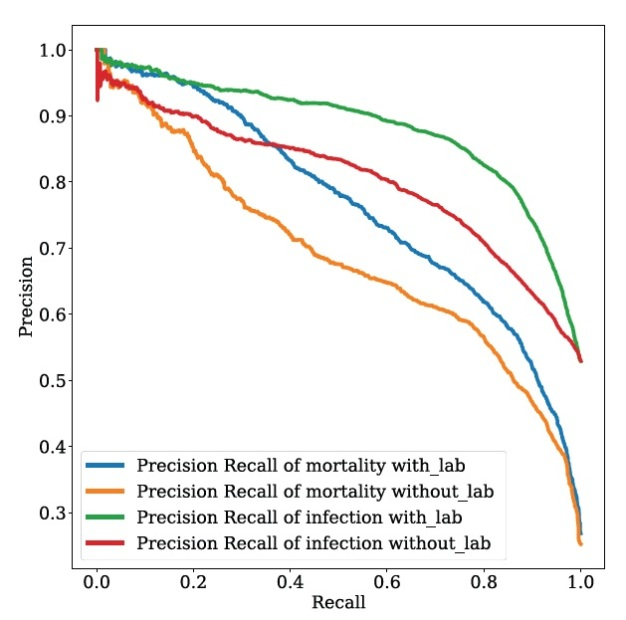 1.0
0.9
0.8
0.7
0.6
0.5
0.4
0.3
Precision
Precision Recall of mortality with_lab
Precision Recall of mortality without_lab
Precision Recall of infection with_lab
Precision Recall of infection without_lab
0.0 0.2 0.4 0.6 0.8 1.0
Recall